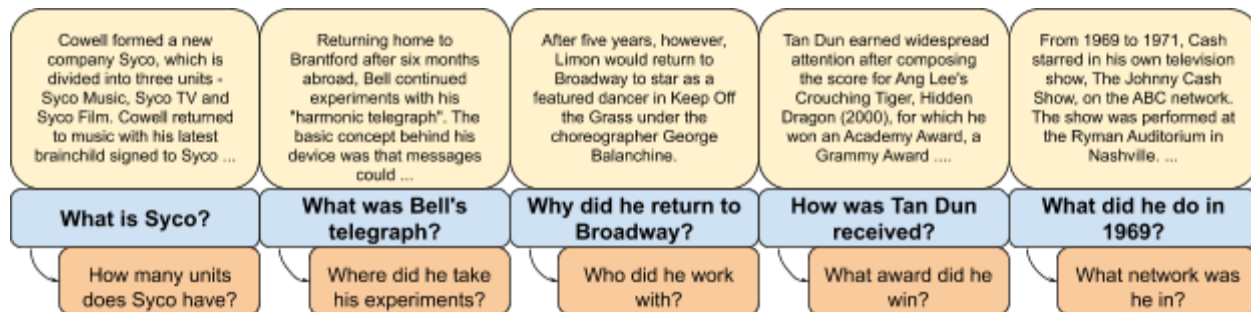 Cowell formed a new
company Syco, which is
divided into three units -
Syco Music, Syco TV and
Syco Film. Cowell returned
to music with his latest
brainchild signed to Syco ...
What is Syco?
How many units
does Syco have?
Returning home to
Brantford after six months
abroad, Bell continued
experiments with his
"harmonic telegraph". The
basic concept behind his
device was that messages
could ...
What was Bell's
telegraph?
Where did he take
his experiments?
After five years, however,
Limon would return to
Broadway to star as a
featured dancer in Keep Off
the Grass under the
choreographer George
Balanchine.
Why did he return to
Broadway?
Who did he work
with?
Tan Dun earned widespread
attention after composing
the score for Ang Lee's
Crouching Tiger, Hidden
Dragon (2000), for which he
won an Academy Award, a
Grammy Award ....
How was Tan Dun
received?
What award did he
win?
From 1969 to 1971, Cash
starred in his own television
show, The Johnny Cash
Show, on the ABC network.
The show was performed at
the Ryman Auditorium in
Nashville. ...
What did he do in
1969?
What network was
he in?